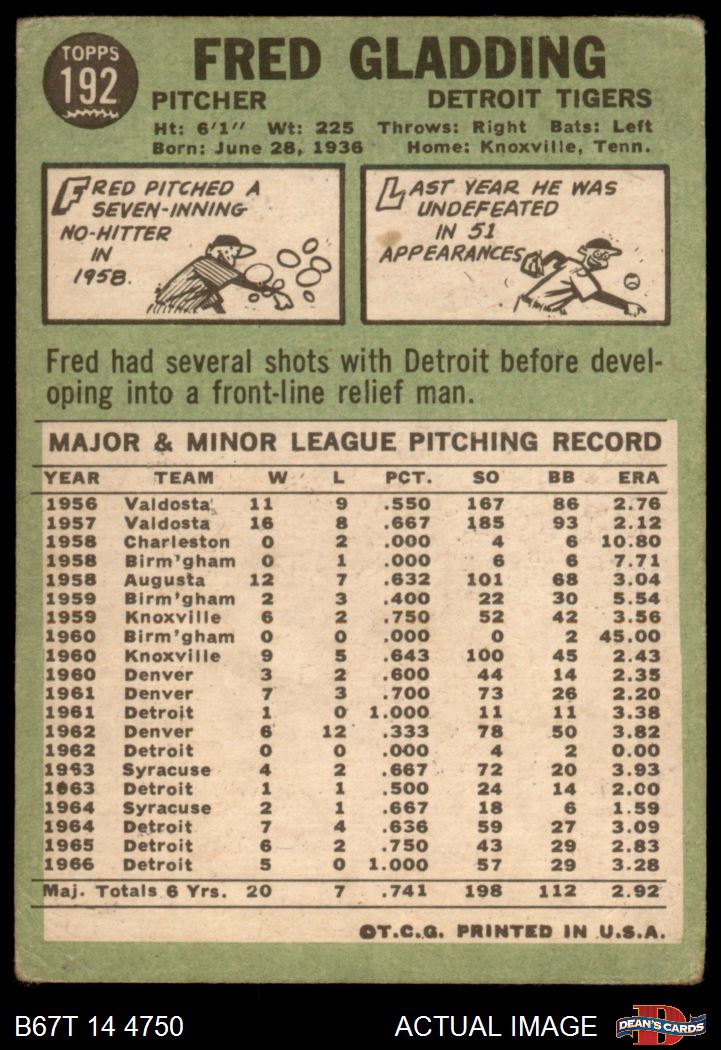 TOPPS
192
FRED GLADDING
PITCHER DETROIT TIGERS
Ht: 6'1" Wt: 225 Throws: Right Bats: Left
Born: June 28, 1936 Home: Knoxville, Tenn.
FRED PITCHED A
SEVEN-INNING
NO-HITTER
IN
1958.
LAST YEAR HE WAS
UNDEFEATED
IN 51
APPEARANCES
Fred had several shots with Detroit before devel-
oping into a front-line relief man.
MAJOR & MINOR LEAGUE PITCHING RECORD
YEAR TEAM W L PCT. SO BB ERA
1956 Valdosta 11 9 .550 167 86 2.76
1957 Valdosta 16 8 .667 185 93 2.12
1958 Charleston 0 2 .000 4 6 10.80
1958 Birm'gham 0 1 .000 6 6 7.71
1958 Augusta 12 7 .632 101 68 3.04
1959 Birm'gham 2 3 .400 22 30 5.54
1959 Knoxville 6 2 .750 52 42 3.56
1960 Birm'gham 0 0 .000 0 2 45.00
1960 Knoxville 9 5 .643 100 45 2.43
1960 Denver 3 2 .600 44 14 2.35
1961 Denver 7 3 .700 73 26 2.20
1961 Detroit 1 0 1.000 11 11 3.38
1962 Denver 6 12 .333 78 50 3.82
1962 Detroit 0 0 .000 4 2 0.00
1963 Syracuse 4 2 .667 72 20 3.93
1963 Detroit 1 1 .500 24 14 2.00
1964 Syracuse 2 1 .667 18 6 1.59
1964 Detroit 7 4 .636 59 27 3.09
1965 Detroit 6 2 .750 43 29 2.83
1966 Detroit 5 0 1.000 57 29 3.28
Maj. Totals 6 Yrs. 20 7 .741 198 112 2.92
©T.C.G. PRINTED IN U.S.A.
B67T 14 4750 ACTUAL IMAGE
DEAN'S CARDS